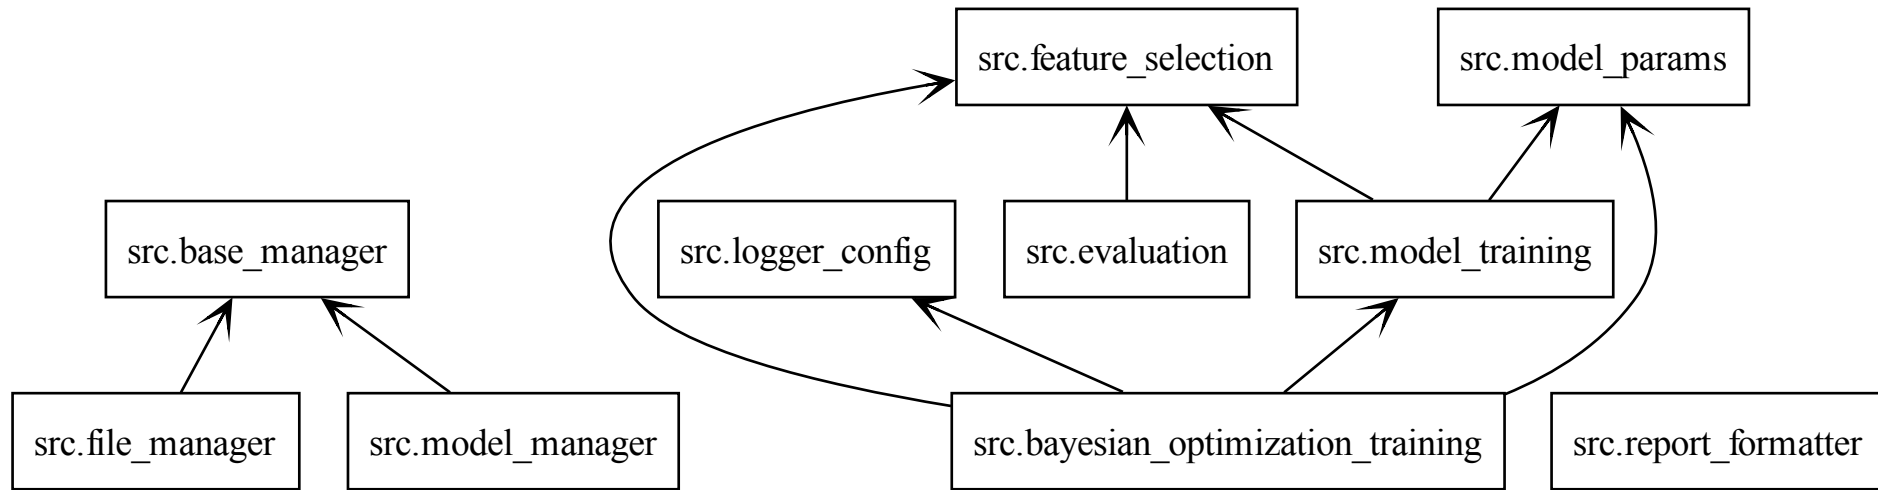 src.feature_selection
src.model_params
src.base_manager
src.logger_config
src.evaluation
src.model_training
src.file_manager
src.model_manager
src.bayesian_optimization_training
src.report_formatter